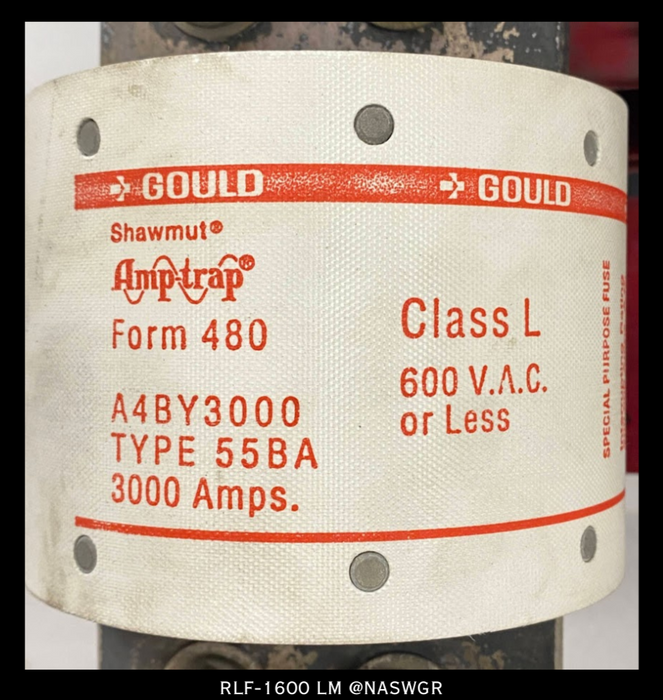 GOULD GOULD
Shawmut®
Amp-trap®
Form 480
A4BY3000
TYPE 55BA
3000 Amps.
Class L
600 V.A.C.
or Less
SPECIAL PURPOSE FUSE
RLF-1600 LM @NASWGR